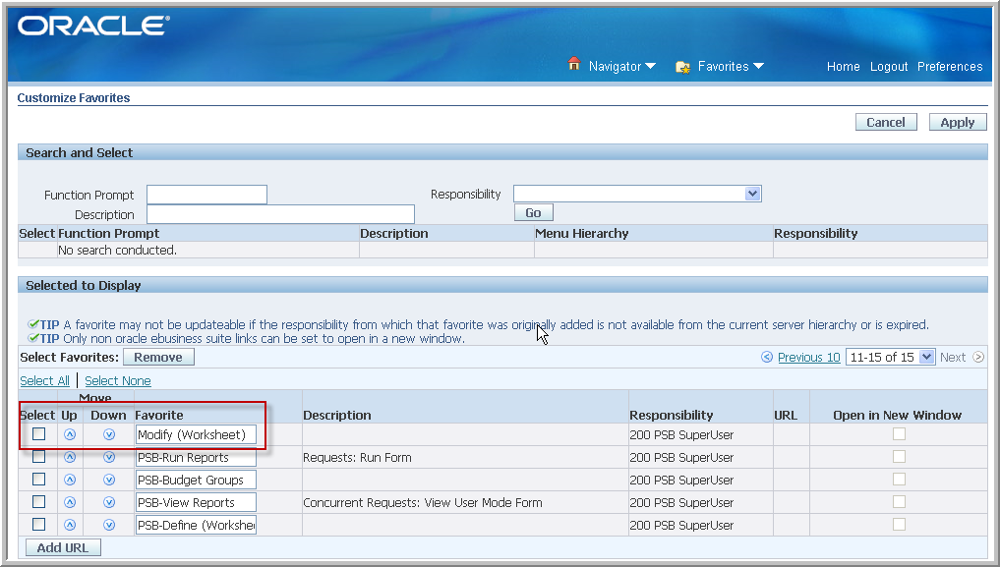 ORACLE®
Navigator Favorites Home Logout Preferences
Customize Favorites
Cancel Apply
Search and Select
Function Prompt Responsibility
Description Go
Select Function Prompt Description Menu Hierarchy Responsibility
No search conducted.
Selected to Display
TIP A favorite may not be updateable if the responsibility from which that favorite was originally added is not available from the current server hierarchy or is expired.
TIP Only non oracle ebusiness suite links can be set to open in a new window.
Select Favorites: Remove Previous 10 11-15 of 15 Next
Select All | Select None
Move
Select Up Down Favorite Description Responsibility URL Open in New Window
Modify (Worksheet) 200 PSB SuperUser
PSB-Run Reports Requests: Run Form 200 PSB SuperUser
PSB-Budget Groups 200 PSB SuperUser
PSB-View Reports Concurrent Requests: View User Mode Form 200 PSB SuperUser
PSB-Define (Workshe 200 PSB SuperUser
Add URL